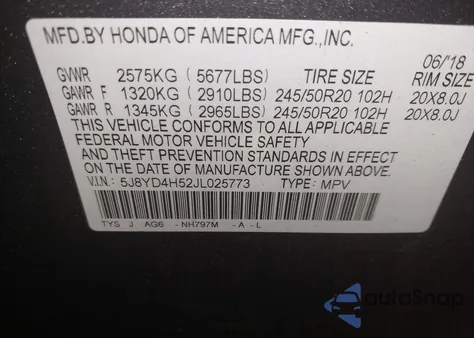 MFD.BY HONDA OF AMERICA MFG.,INC.
06/18
GVWR 2575KG (5677LBS) TIRE SIZE RIM SIZE
GAWR F 1320KG (2910LBS) 245/50R20 102H 20X8.0J
GAWR R 1345KG (2965LBS) 245/50R20 102H 20X8.0J
THIS VEHICLE CONFORMS TO ALL APPLICABLE
FEDERAL MOTOR VEHICLE SAFETY
AND THEFT PREVENTION STANDARDS IN EFFECT
ON THE DATE OF MANUFACTURE SHOWN ABOVE.
V.I.N.: 5J8YD4H52JL025773 TYPE: MPV
TYS J AG6 -NH797M -A -L
autoSnap